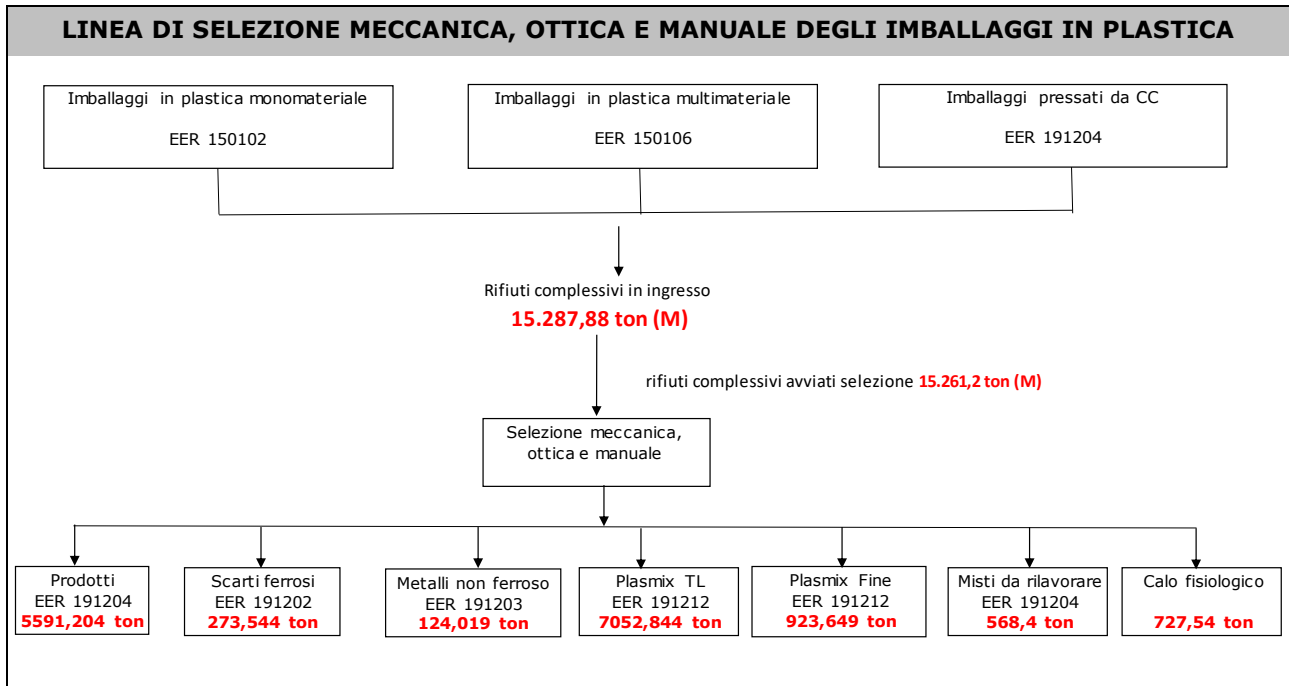 LINEA DI SELEZIONE MECCANICA, OTTICA E MANUALE DEGLI IMBALLAGGI IN PLASTICA
Imballaggi in plastica monomateriale
EER 150102
Imballaggi in plastica multimateriale
EER 150106
Imballaggi pressati da CC
EER 191204
Rifiuti complessivi in ingresso
15.287,88 ton (M)
rifiuti complessivi avviati selezione 15.261,2 ton (M)
Selezione meccanica,
ottica e manuale
Prodotti
EER 191204
5591,204 ton
Scarti ferrosi
EER 191202
273,544 ton
Metalli non ferroso
EER 191203
124,019 ton
Plasmix TL
EER 191212
7052,844 ton
Plasmix Fine
EER 191212
923,649 ton
Misti da rilavorare
EER 191204
568,4 ton
Calo fisiologico
727,54 ton